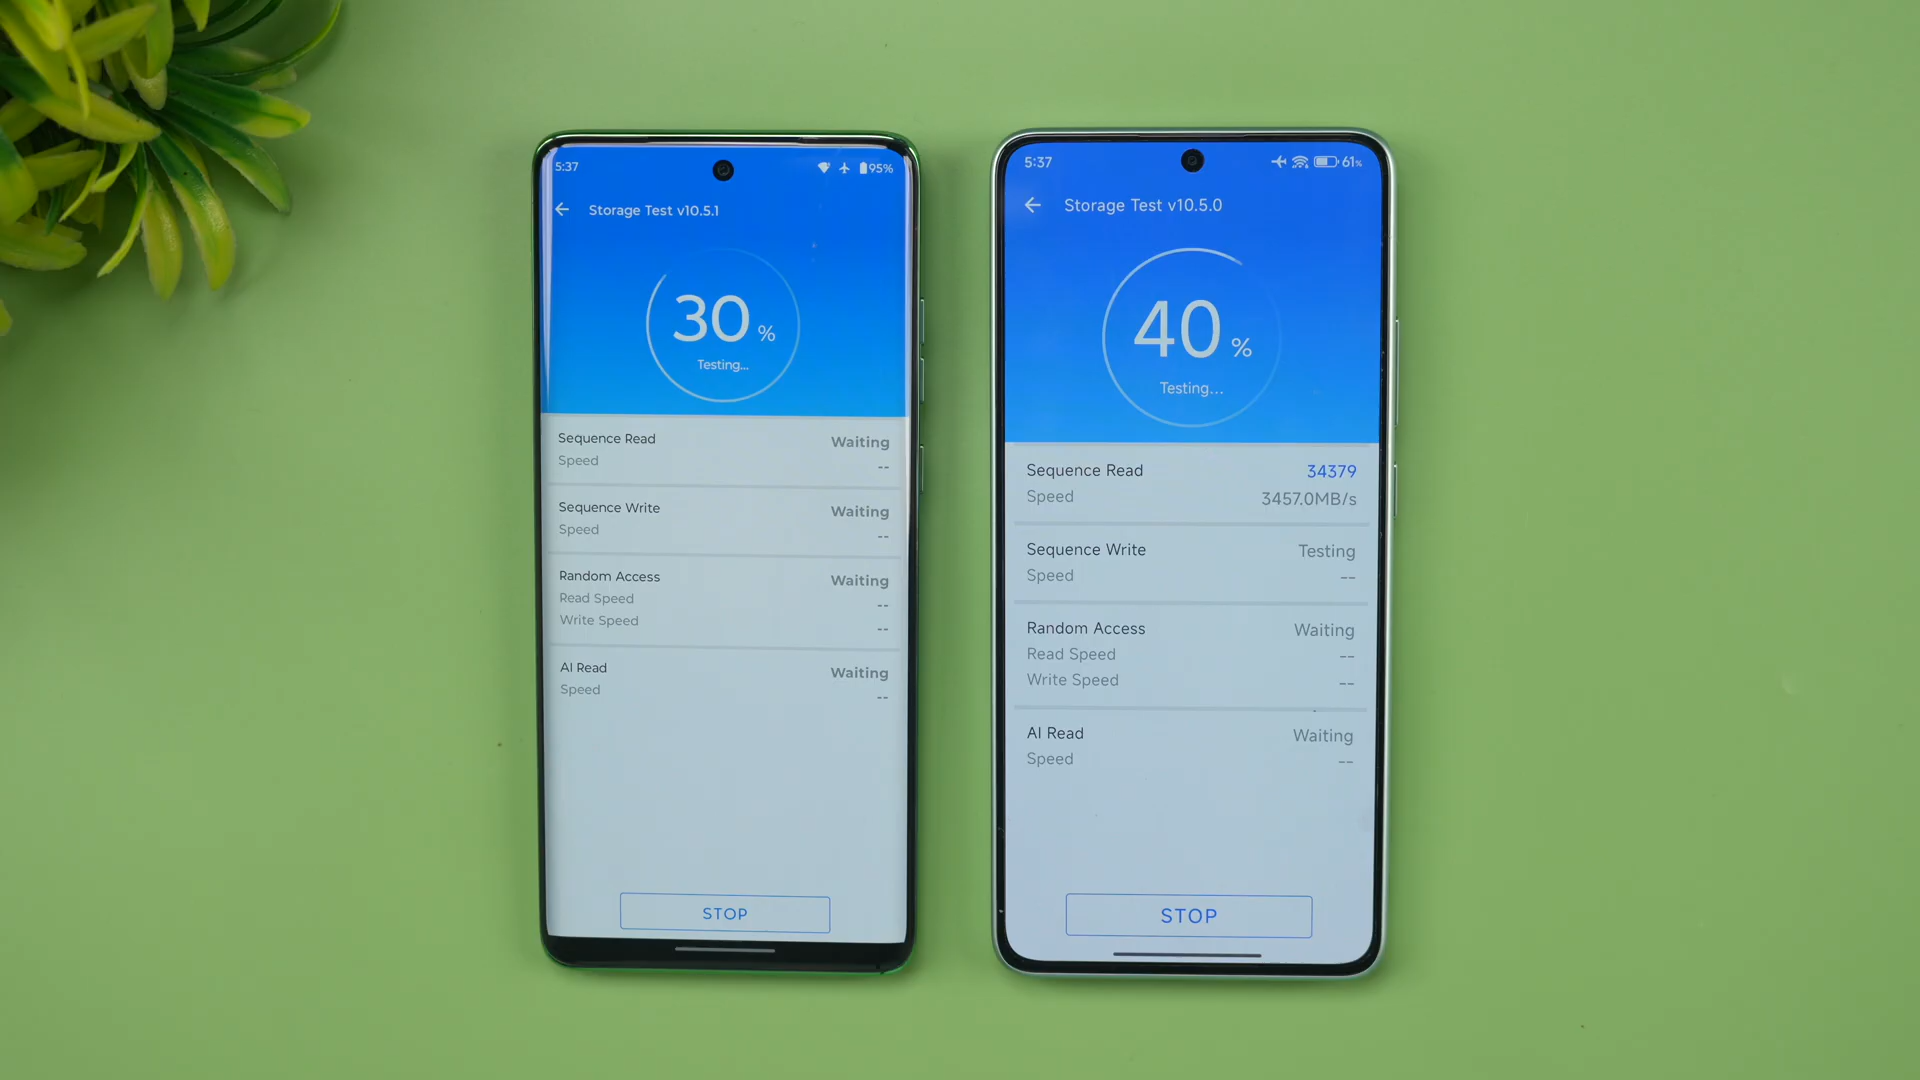 5:37
95%
Storage Test v10.5.1
30 %
Testing...
Sequence Read Waiting
Speed --
Sequence Write Waiting
Speed --
Random Access Waiting
Read Speed --
Write Speed --
AI Read Waiting
Speed --
STOP
5:37
61%
Storage Test v10.5.0
40 %
Testing...
Sequence Read 34379
Speed 3457.0MB/s
Sequence Write Testing
Speed --
Random Access Waiting
Read Speed --
Write Speed --
AI Read Waiting
Speed --
STOP